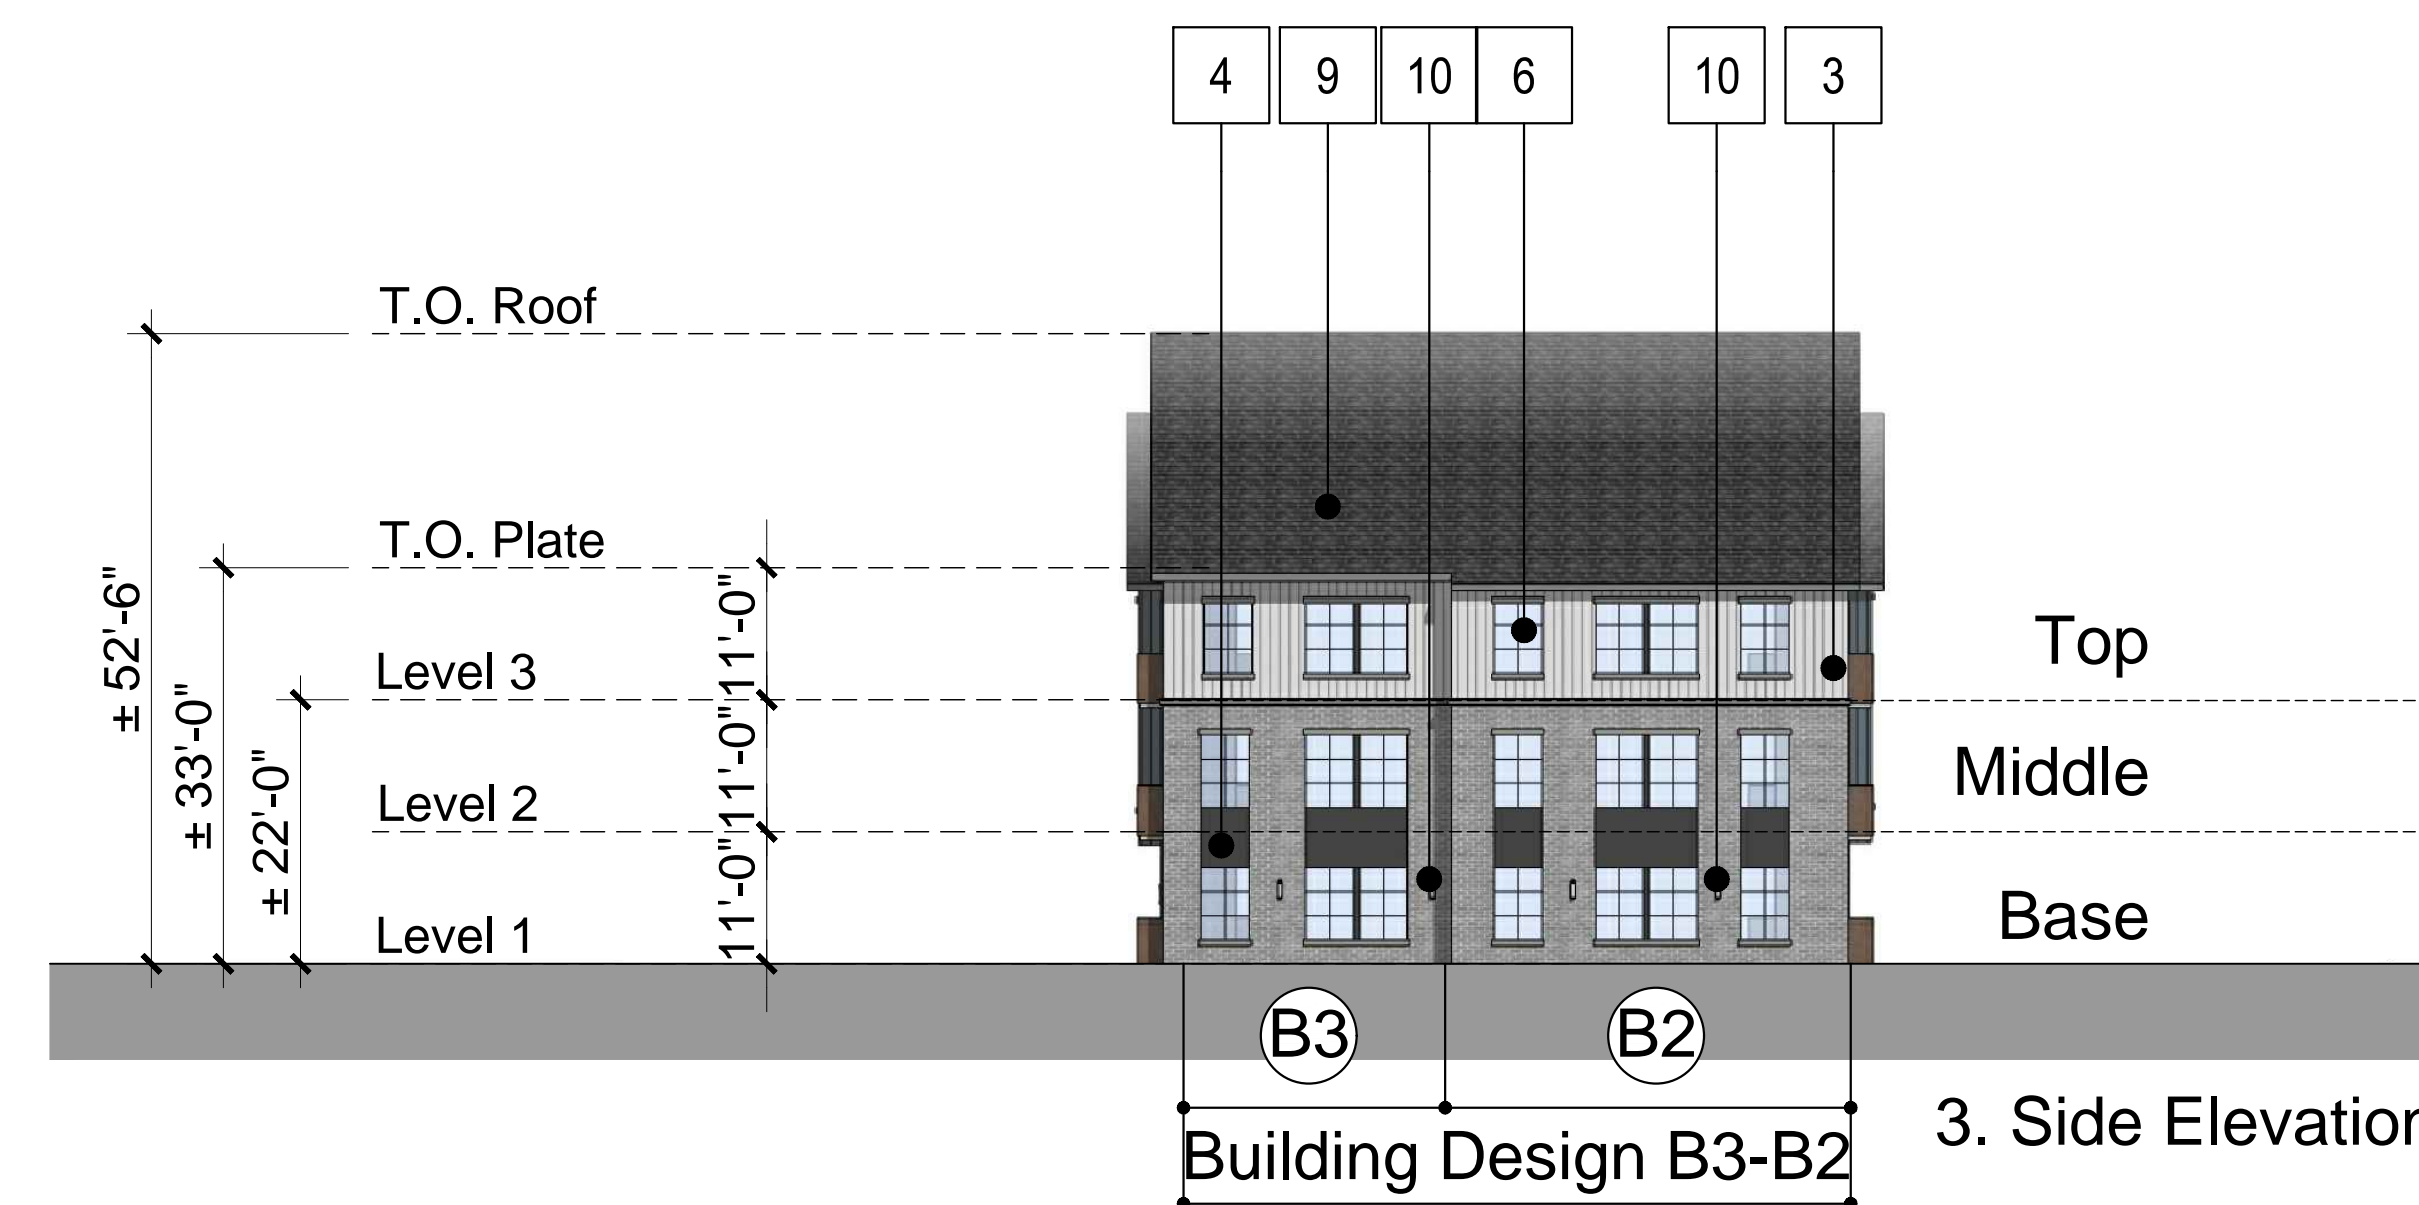 4 9 10 6 10 3
T.O. Roof
T.O. Plate
± 52'-6"
± 33'-0"
± 22'-0"
11'-0"
11'-0"
11'-0"
Level 3
Level 2
Level 1
Top
Middle
Base
B3 B2
Building Design B3-B2
3. Side Elevation